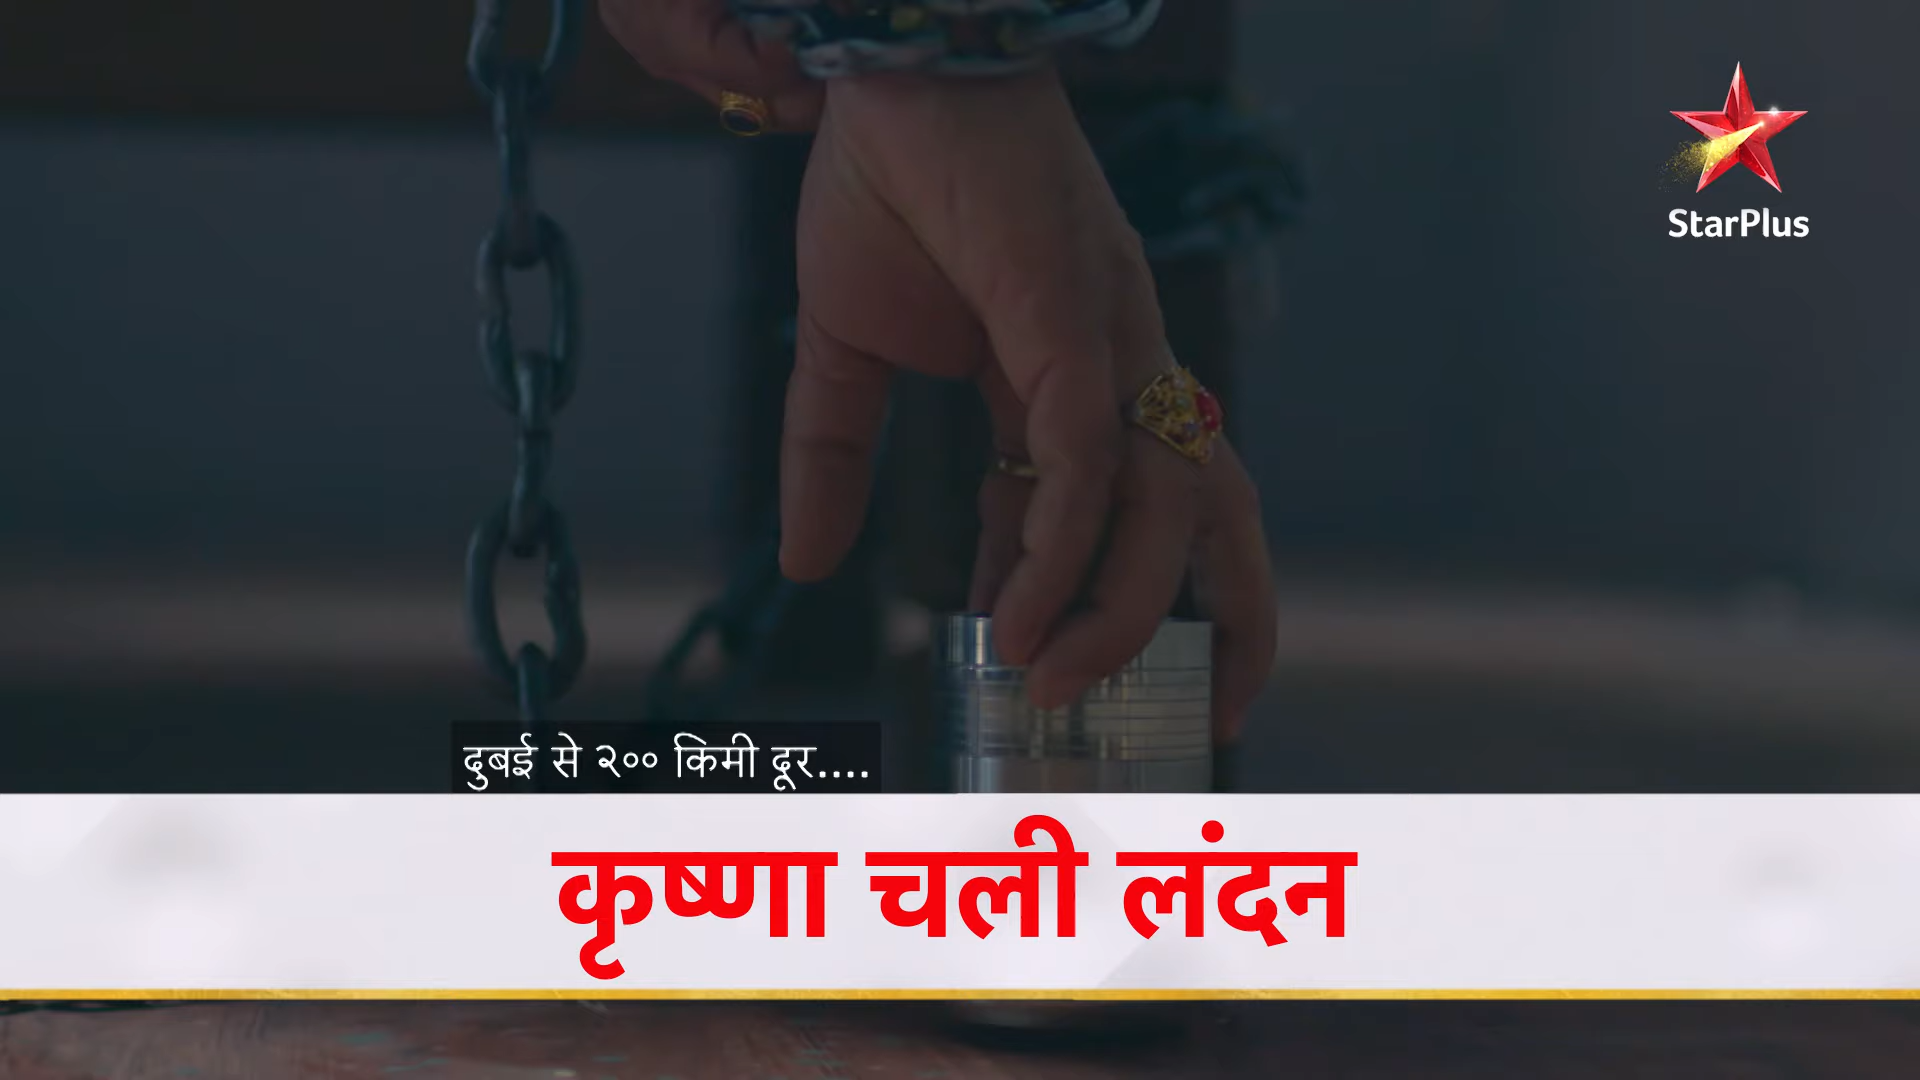 StarPlus
दुबई से २०० किमी दूर....
कृष्णा चली लंदन